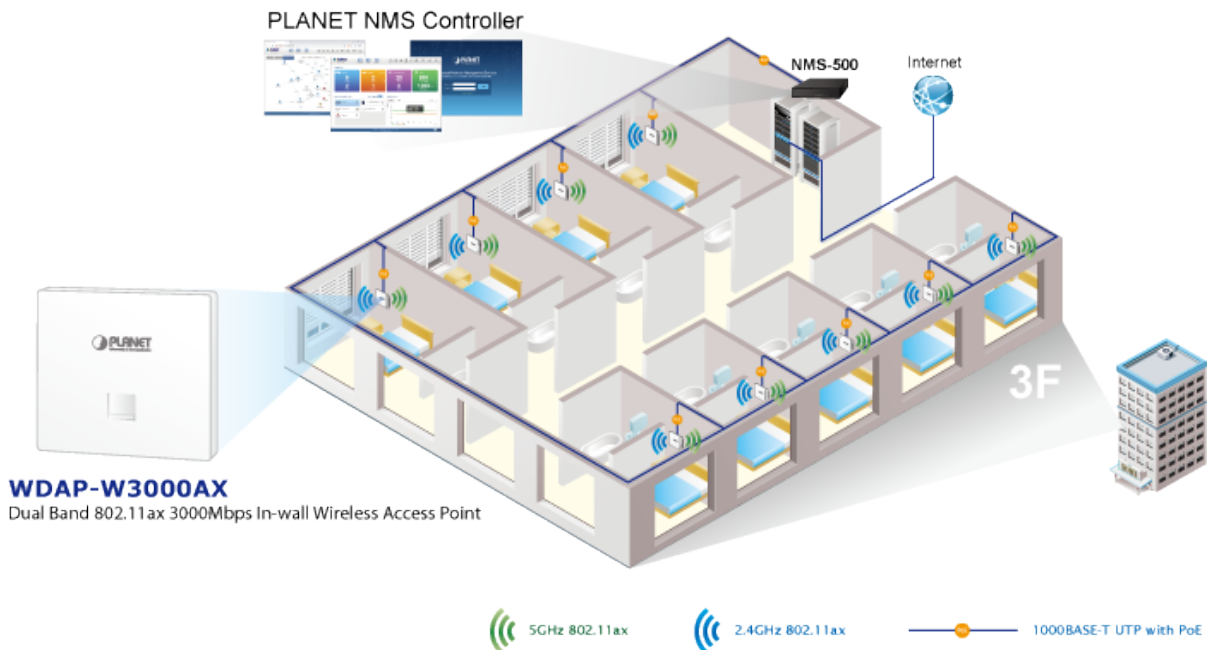 PLANET NMS Controller
NMS-500
Internet
PLANET
3F
WDAP-W3000AX
Dual Band 802.11ax 3000Mbps In-wall Wireless Access Point
5GHz 802.11ax
2.4GHz 802.11ax
1000BASE-T UTP with PoE